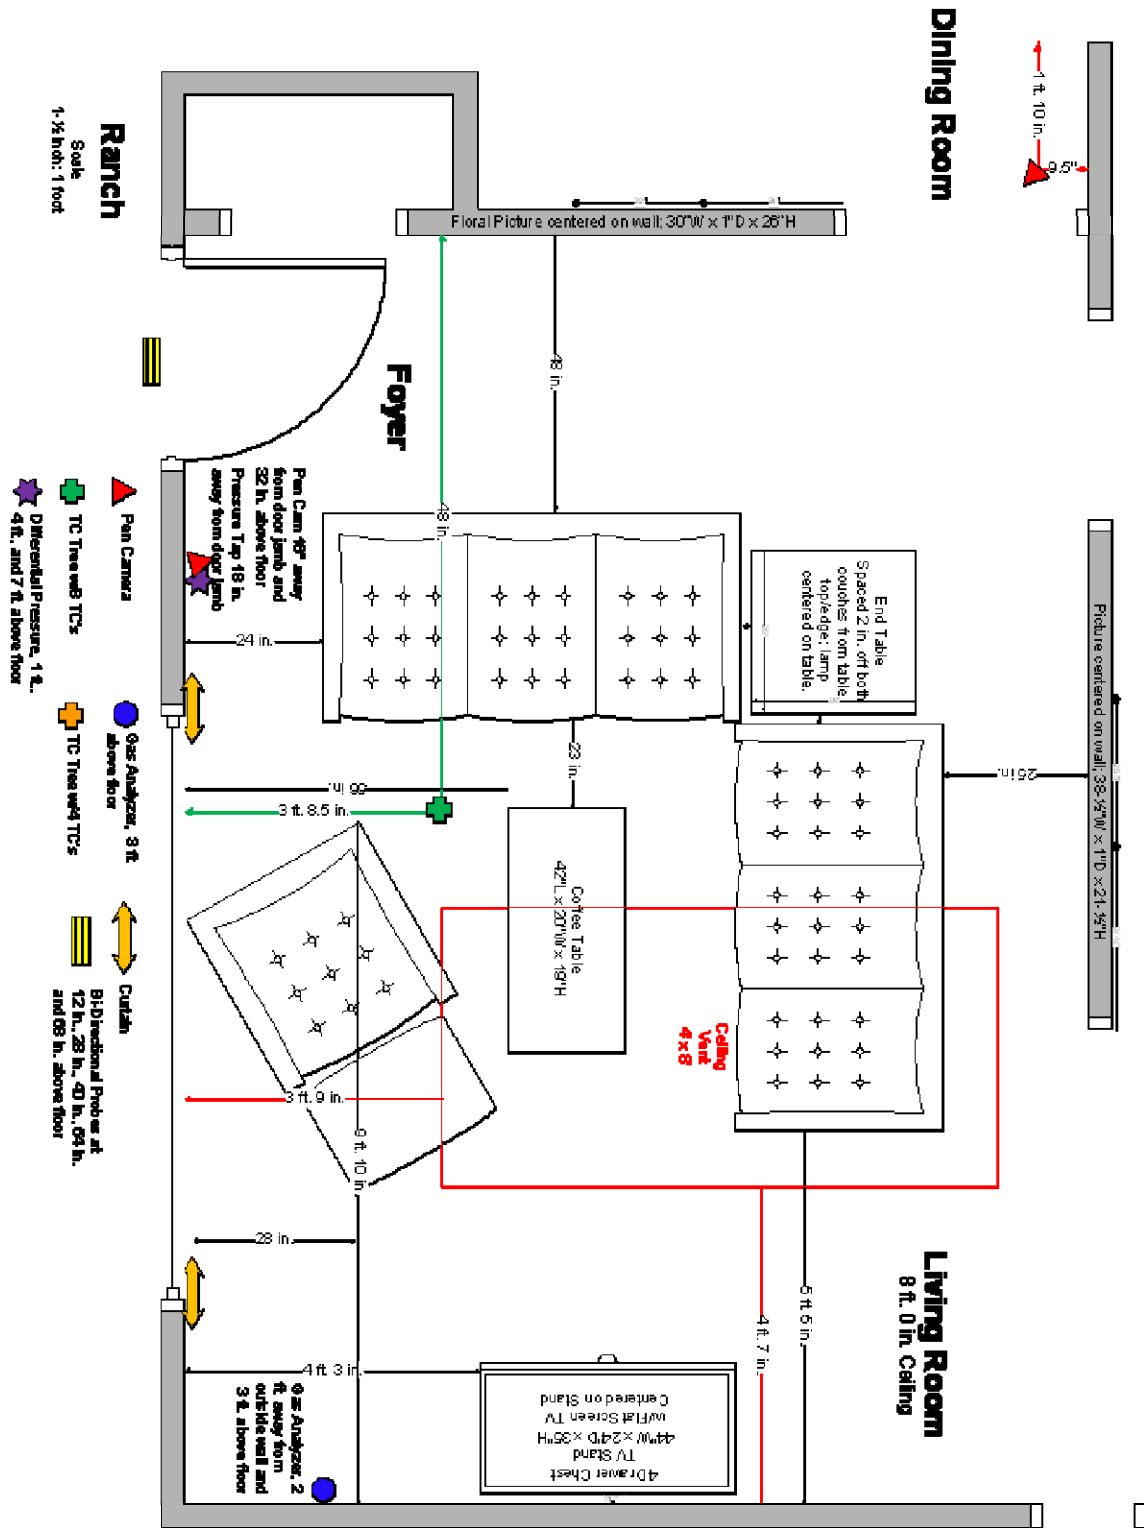 Dining Room
1 ft. 10 in.
9.5"
Ranch
Scale
1-½ inch: 1 foot
Floral Picture centered on wall; 30"W x 1"D x 26"H
48 in.
Foyer
48 in.
Pen Cam 18" away
from door jamb and
32 in. above floor
Pressure Tap 18 in.
away from door jamb
24 in.
End Table
Spaced 2 in. off both
couches from table
top/edge; lamp
centered on table.
Picture centered on wall; 38-½"W x 1"D x 21-½"H
25 in.
23 in.
3 ft. 8.5 in.
Coffee Table
42"L x 20"W x 19"H
Ceiling
Vent
4 x 8
3 ft. 9 in.
9 ft. 10 in.
28 in.
5 ft 5 in.
4 ft. 7 in.
Living Room
8 ft. 0 in. Ceiling
4 ft 3 in.
4 Drawer Chest
TV Stand
44"W x 24"D x 35"H
w/Flat Screen TV
Centered on Stand
Gas Analyzer, 2
ft. away from
outside wall and
3 ft. above floor
Pen Camera
TC Tree w/8 TC's
Differential Pressure, 1 ft.,
4 ft. and 7 ft. above floor
Gas Analyzer, 3 ft
above floor
TC Tree w/4 TC's
Curtain
Bi-Directional Probes at
12 in., 28 in., 40 in., 54 in.
and 68 in. above floor